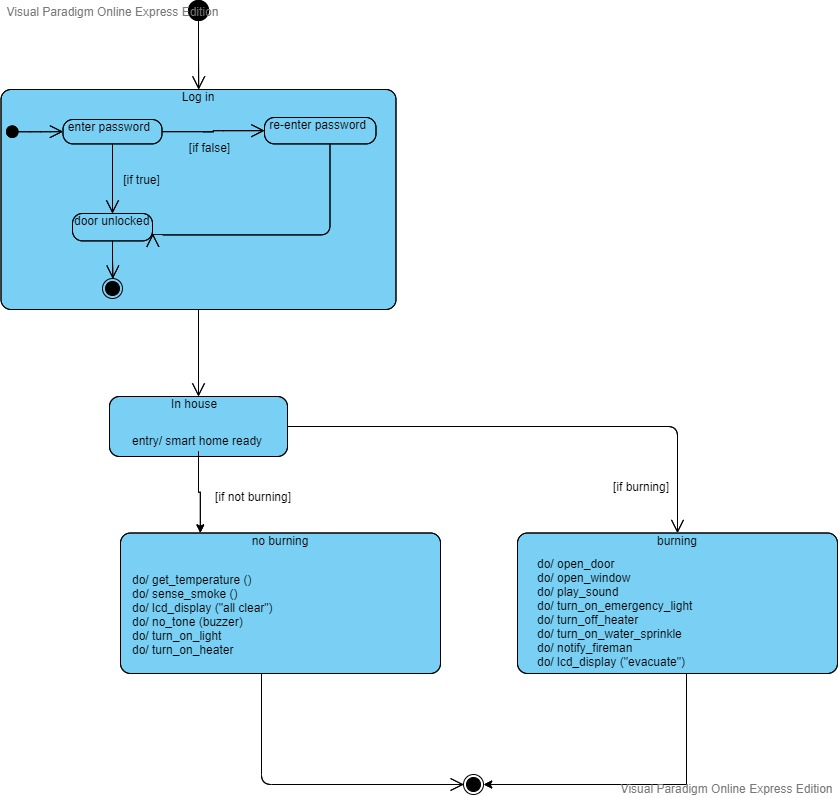 Visual Paradigm Online Express Edition
Log in
enter password
re-enter password
[if false]
[if true]
door unlocked
In house
entry/ smart home ready
[if not burning]
[if burning]
no burning
do/ get_temperature ()
do/ sense_smoke ()
do/ lcd_display ("all clear")
do/ no_tone (buzzer)
do/ turn_on_light
do/ turn_on_heater
burning
do/ open_door
do/ open_window
do/ play_sound
do/ turn_on_emergency_light
do/ turn_off_heater
do/ turn_on_water_sprinkle
do/ notify_fireman
do/ lcd_display ("evacuate")
Visual Paradigm Online Express Edition